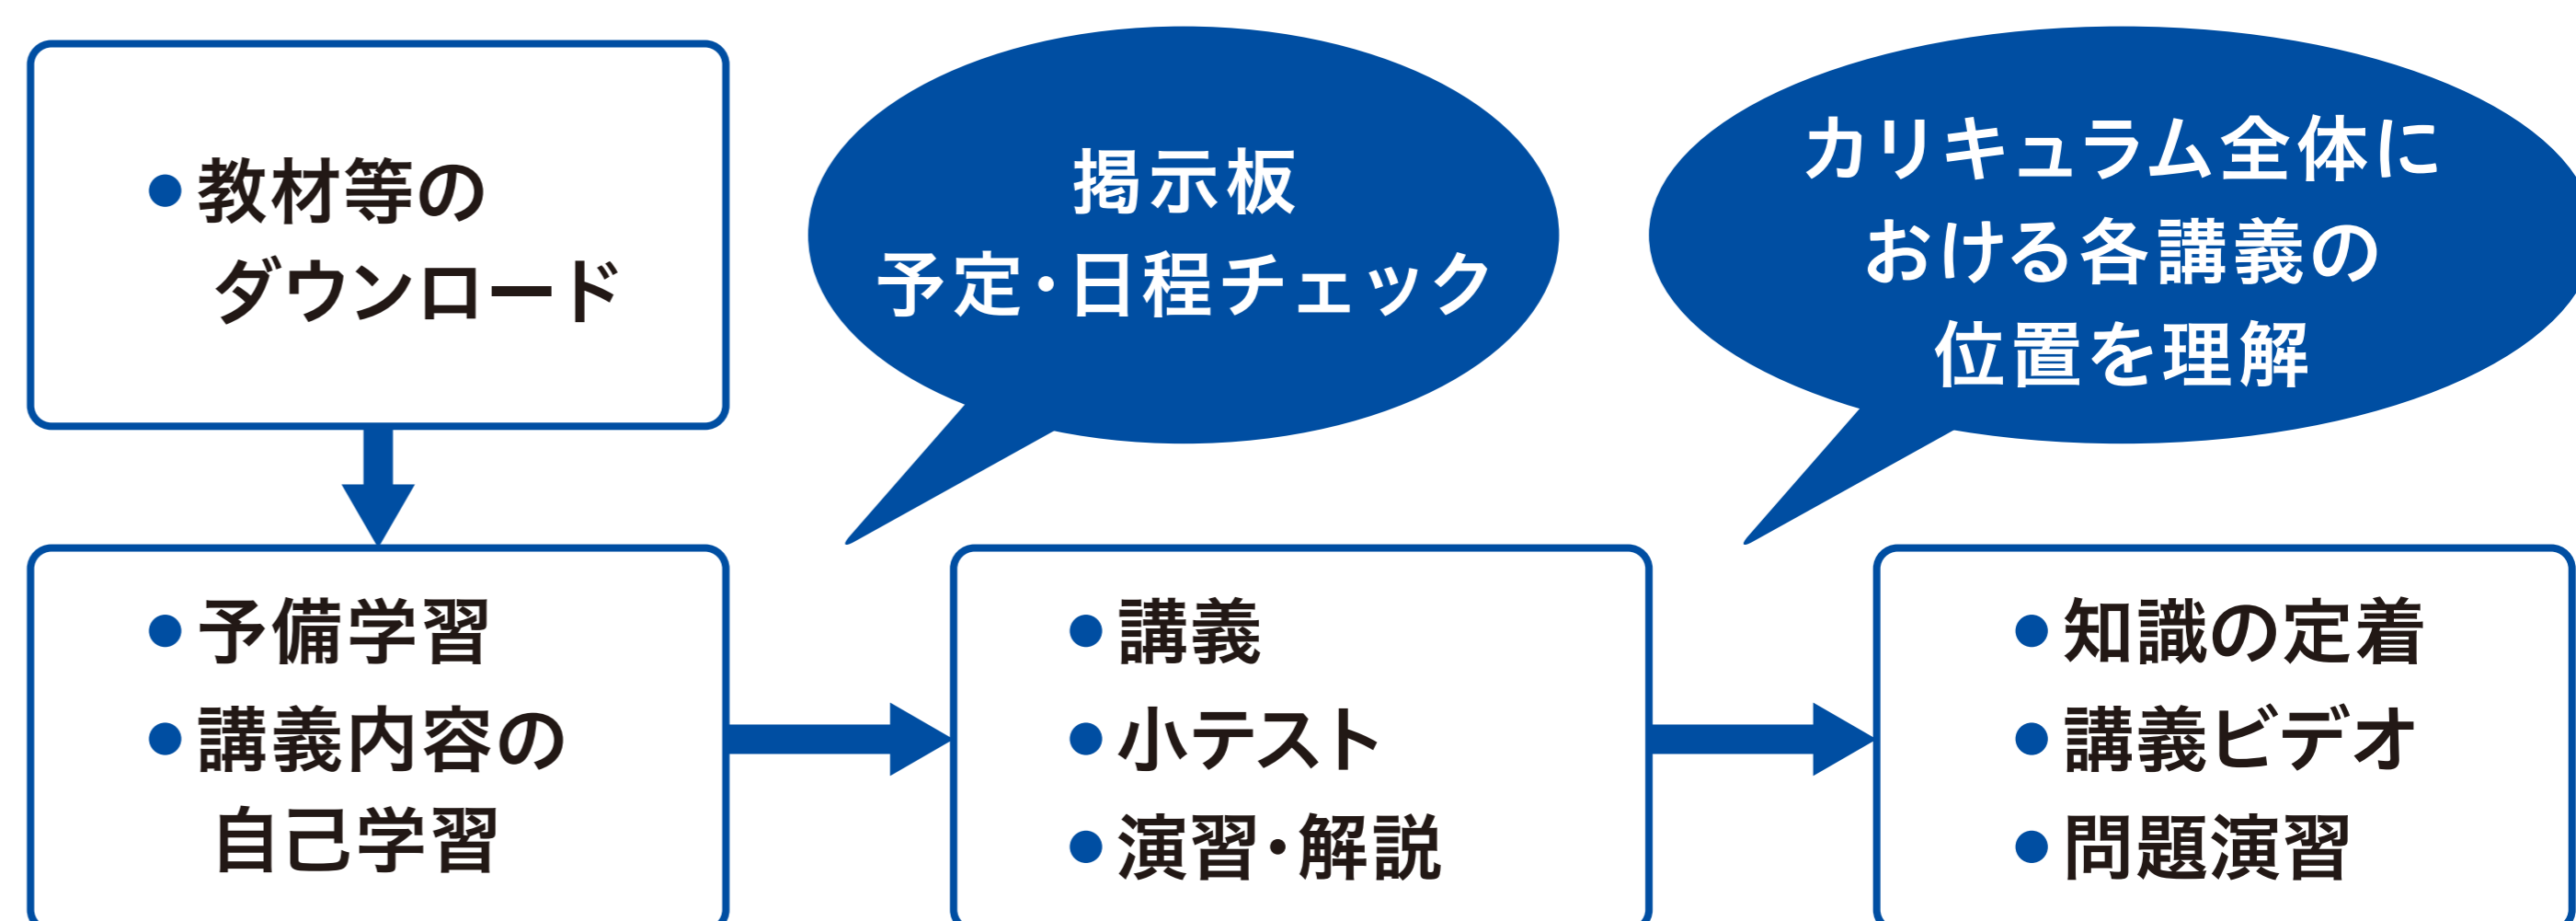 ● 教材等の
ダウンロード
掲示板
予定・日程チェック
カリキュラム全体に
おける各講義の
位置を理解
● 予備学習
● 講義内容の
自己学習
● 講義
● 小テスト
● 演習・解説
● 知識の定着
● 講義ビデオ
● 問題演習